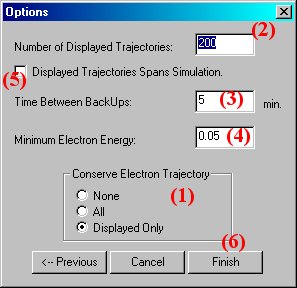 Options
(2)
Number of Displayed Trajectories: 200
(5) Displayed Trajectories Spans Simulation.
Time Between BackUps: 5 (3) min.
Minimum Electron Energy: 0.05 (4)
Conserve Electron Trajectory
None
(1)
All
Displayed Only
(6)
<-- Previous Cancel Finish